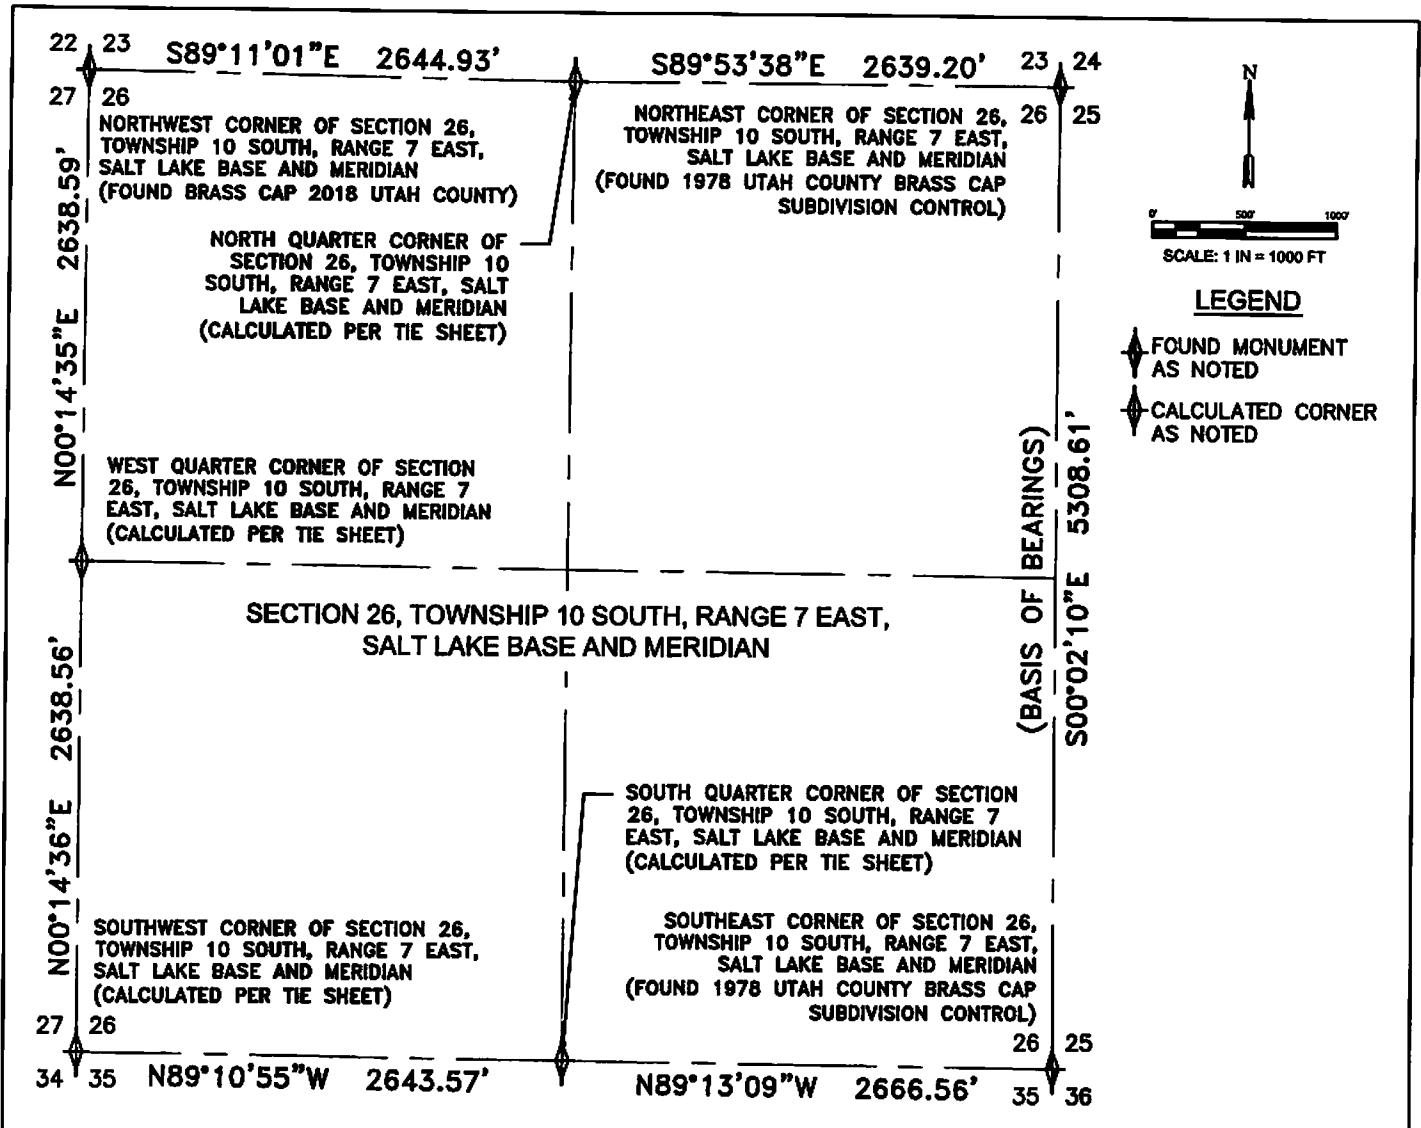 22 23
S89°11'01"E 2644.93'
S89°53'38"E 2639.20'
23 24
27 26
26 25
N
NORTHWEST CORNER OF SECTION 26,
TOWNSHIP 10 SOUTH, RANGE 7 EAST,
SALT LAKE BASE AND MERIDIAN
(FOUND BRASS CAP 2018 UTAH COUNTY)
NORTHEAST CORNER OF SECTION 26,
TOWNSHIP 10 SOUTH, RANGE 7 EAST,
SALT LAKE BASE AND MERIDIAN
(FOUND 1978 UTAH COUNTY BRASS CAP
SUBDIVISION CONTROL)
NORTH QUARTER CORNER OF
SECTION 26, TOWNSHIP 10
SOUTH, RANGE 7 EAST, SALT
LAKE BASE AND MERIDIAN
(CALCULATED PER TIE SHEET)
0' 500' 1000'
SCALE: 1 IN = 1000 FT
LEGEND
FOUND MONUMENT
AS NOTED
CALCULATED CORNER
AS NOTED
N00°14'35"E 2638.59'
WEST QUARTER CORNER OF SECTION
26, TOWNSHIP 10 SOUTH, RANGE 7
EAST, SALT LAKE BASE AND MERIDIAN
(CALCULATED PER TIE SHEET)
(BASIS OF BEARINGS)
S00°02'10"E 5308.61'
SECTION 26, TOWNSHIP 10 SOUTH, RANGE 7 EAST,
SALT LAKE BASE AND MERIDIAN
N00°14'36"E 2638.56'
SOUTH QUARTER CORNER OF SECTION
26, TOWNSHIP 10 SOUTH, RANGE 7
EAST, SALT LAKE BASE AND MERIDIAN
(CALCULATED PER TIE SHEET)
SOUTHWEST CORNER OF SECTION 26,
TOWNSHIP 10 SOUTH, RANGE 7 EAST,
SALT LAKE BASE AND MERIDIAN
(CALCULATED PER TIE SHEET)
SOUTHEAST CORNER OF SECTION 26,
TOWNSHIP 10 SOUTH, RANGE 7 EAST,
SALT LAKE BASE AND MERIDIAN
(FOUND 1978 UTAH COUNTY BRASS CAP
SUBDIVISION CONTROL)
27 26
26 25
34 35
N89°10'55"W 2643.57'
N89°13'09"W 2666.56'
35 36